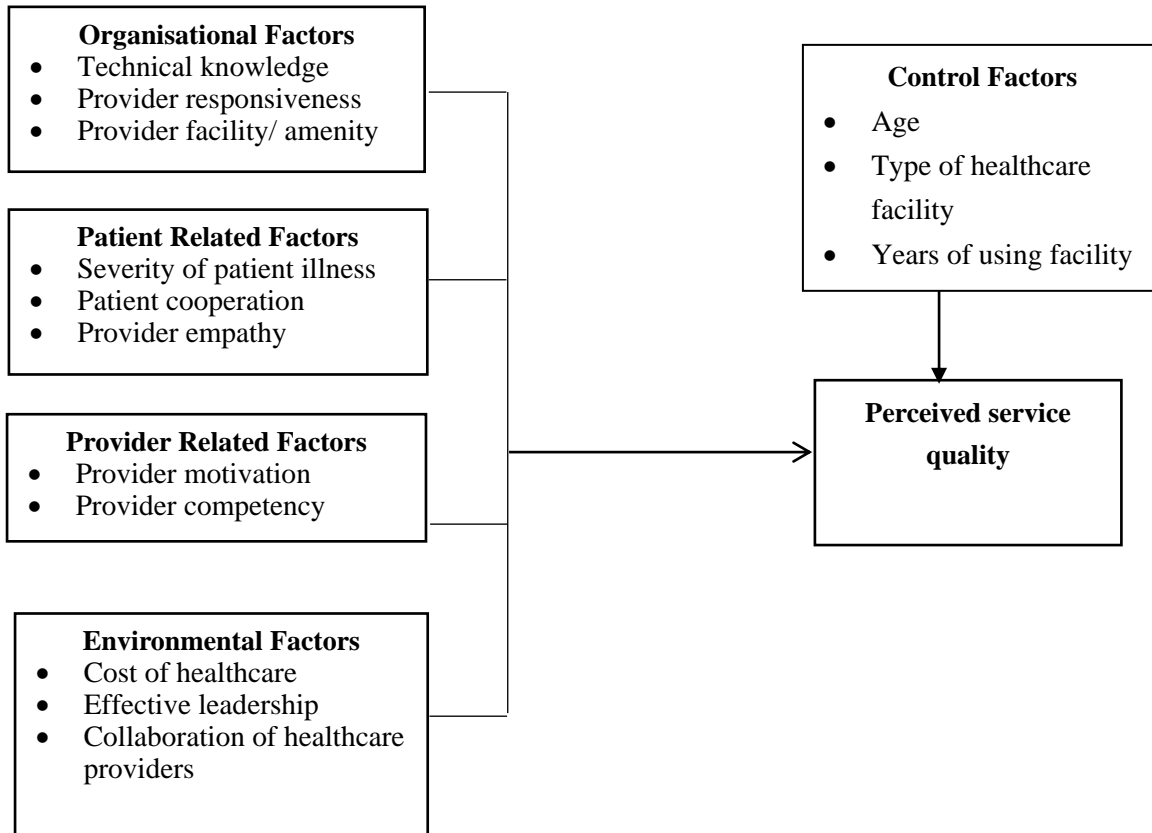 Organisational Factors
• Technical knowledge
• Provider responsiveness
• Provider facility/ amenity
Patient Related Factors
• Severity of patient illness
• Patient cooperation
• Provider empathy
Provider Related Factors
• Provider motivation
• Provider competency
Environmental Factors
• Cost of healthcare
• Effective leadership
• Collaboration of healthcare
providers
Control Factors
• Age
• Type of healthcare
facility
• Years of using facility
Perceived service
quality